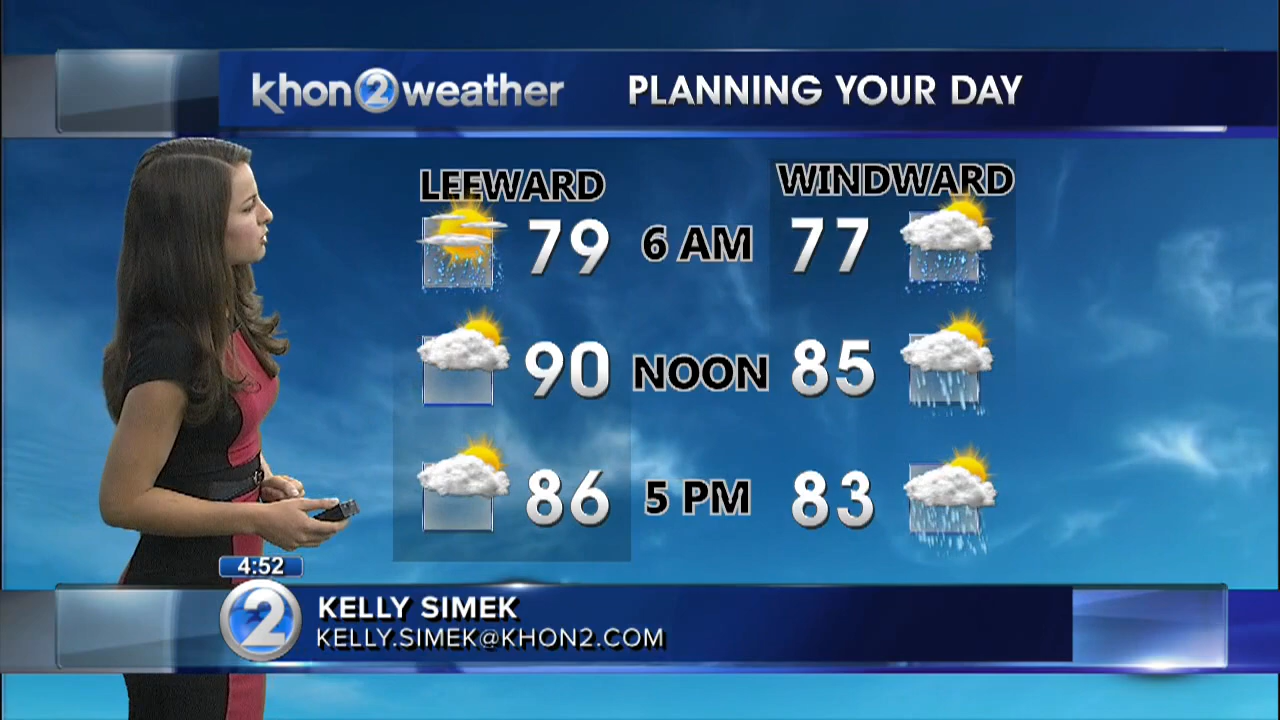 khon2weather PLANNING YOUR DAY
LEEWARD WINDWARD
79 6 AM 77
90 NOON 85
86 5 PM 83
4:52
2 KELLY SIMEK
KELLY.SIMEK@KHON2.COM